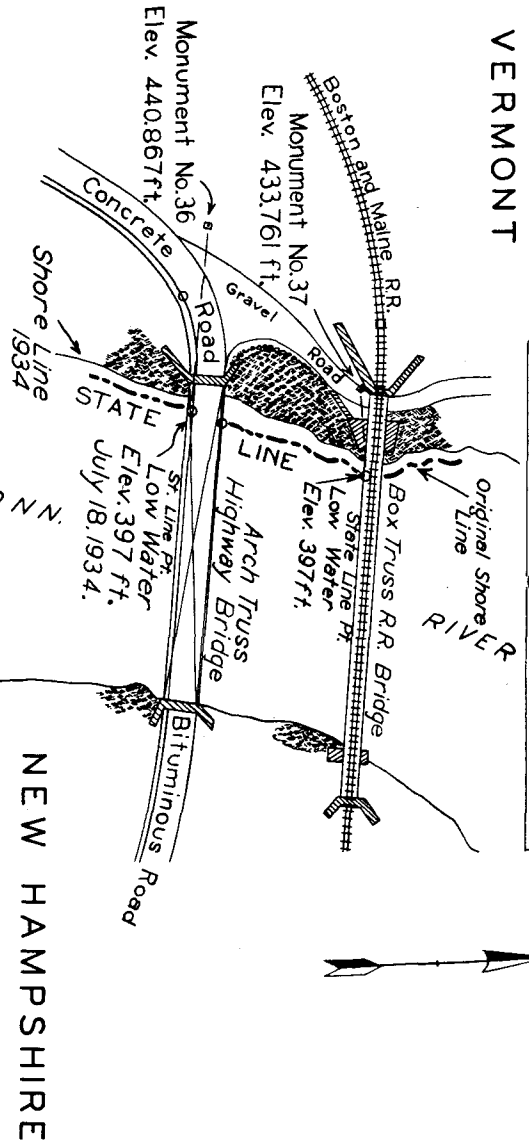 VERMONT
Boston and Maine R.R.
Monument No.37
Elev. 433.761 ft.
Monument No.36
Elev. 440.867 ft.
Concrete
Road
Gravel
Road
Shore Line
1934
STATE
LINE
Original Shore
Line
RIVER
Box Truss R.R. Bridge
State Line Pt.
Low Water
Elev. 397 ft.
Arch Truss
Highway Bridge
St. Line Pt.
Low Water
Elev. 397 ft.
July 18. 1934.
NN.
Bituminous Road
NEW HAMPSHIRE